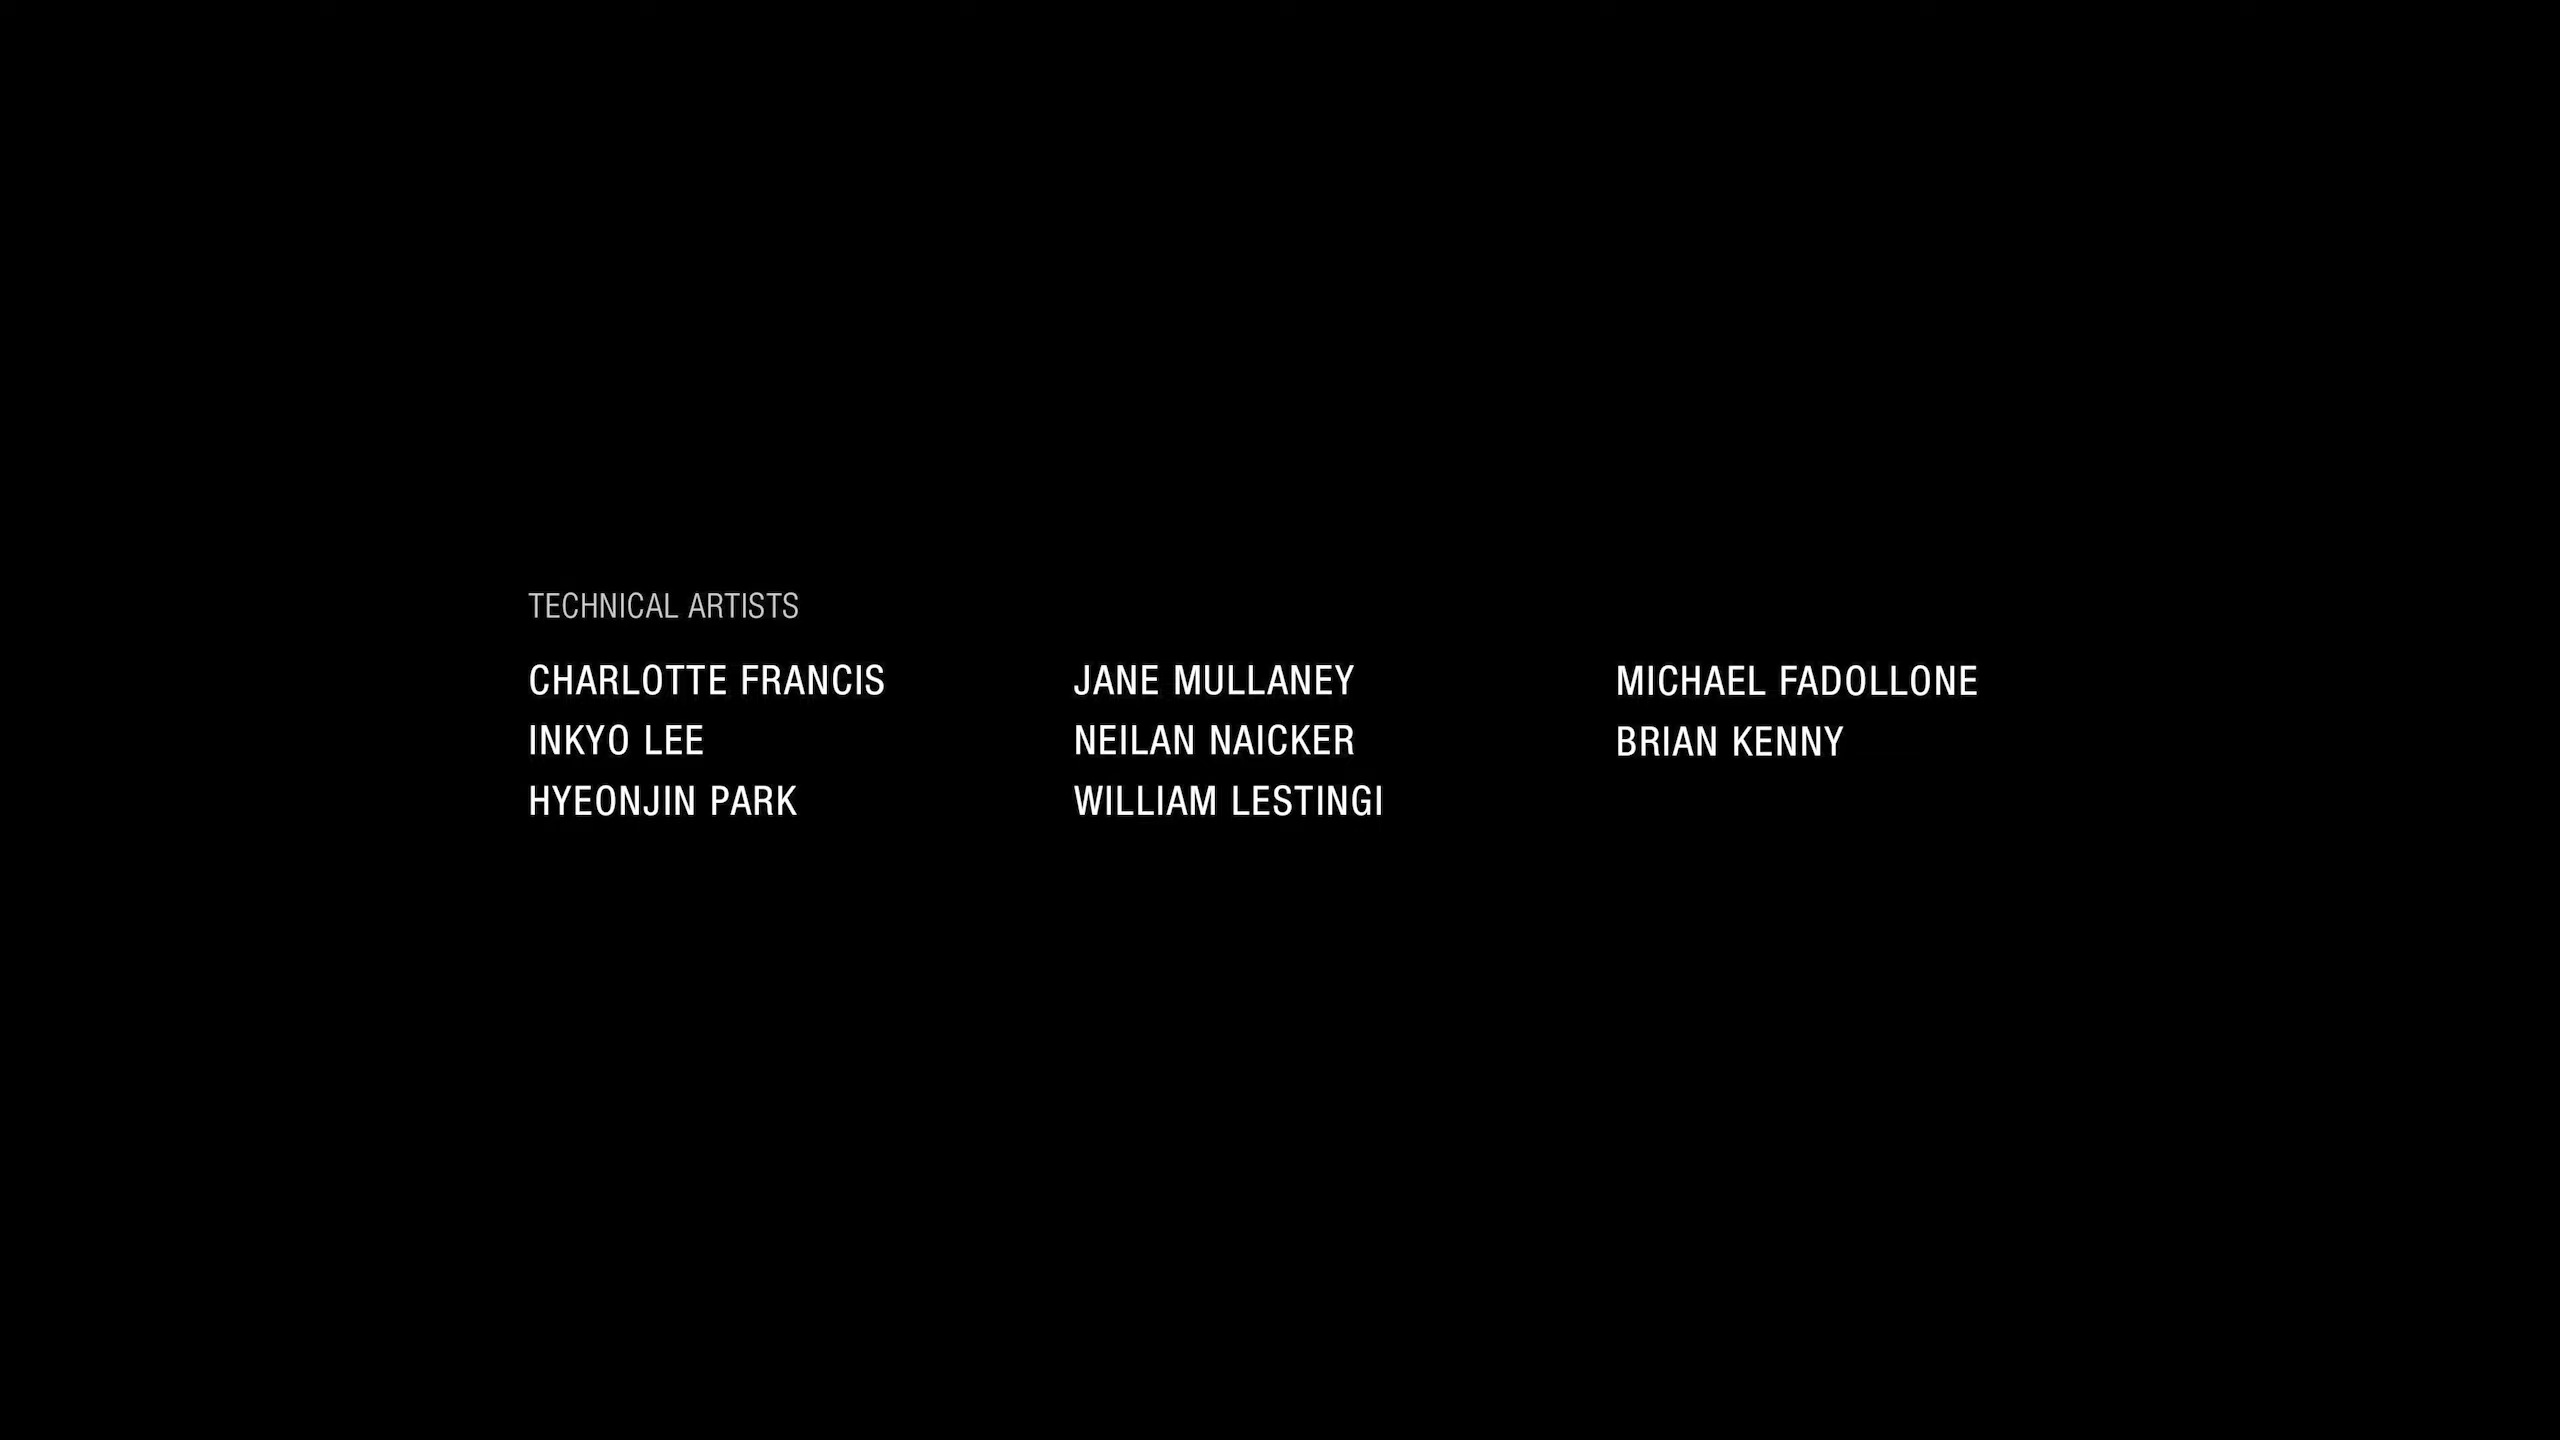 TECHNICAL ARTISTS
CHARLOTTE FRANCIS
INKYO LEE
HYEONJIN PARK
JANE MULLANEY
NEILAN NAICKER
WILLIAM LESTINGI
MICHAEL FADOLLONE
BRIAN KENNY